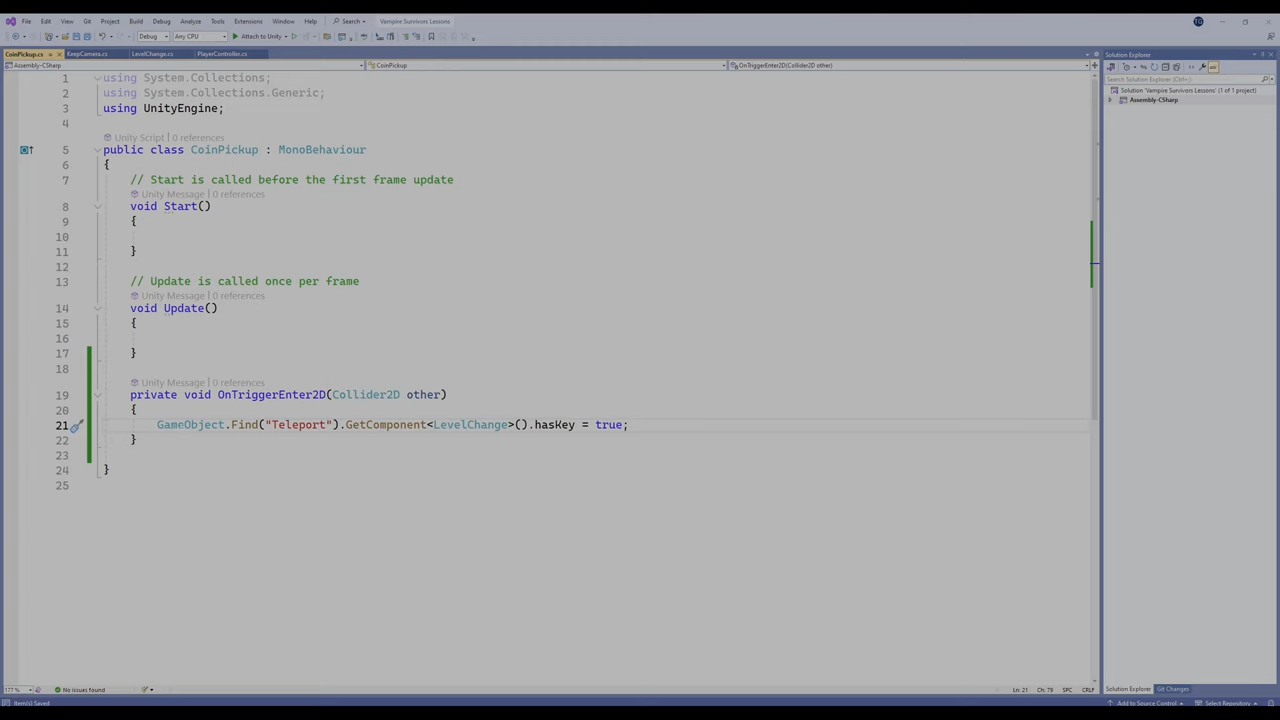 File Edit View Git Project Build Debug Test Analyze Tools Extensions Window Help Search Vampire Survivors Lessons TG
Debug Any CPU Attach to Unity
CoinPickup.cs KeepCamera.cs LevelChange.cs PlayerController.cs Solution Explorer
Assembly-CSharp CoinPickup OnTriggerEnter2D(Collider2D other)
Search Solution Explorer (Ctrl+;)
Solution 'Vampire Survivors Lessons' (1 of 1 project)
Assembly-CSharp
1 using System.Collections;
2 using System.Collections.Generic;
3 using UnityEngine;
4
Unity Script | 0 references
5 public class CoinPickup : MonoBehaviour
6 {
7 // Start is called before the first frame update
Unity Message | 0 references
8 void Start()
9 {
10
11 }
12
13 // Update is called once per frame
Unity Message | 0 references
14 void Update()
15 {
16
17 }
18
Unity Message | 0 references
19 private void OnTriggerEnter2D(Collider2D other)
20 {
21 GameObject.Find("Teleport").GetComponent<LevelChange>().hasKey = true;
22 }
23
24 }
25
177 % No issues found Ln: 21 Ch: 79 SPC CRLF Solution Explorer Git Changes
Item(s) Saved Add to Source Control Select Repository